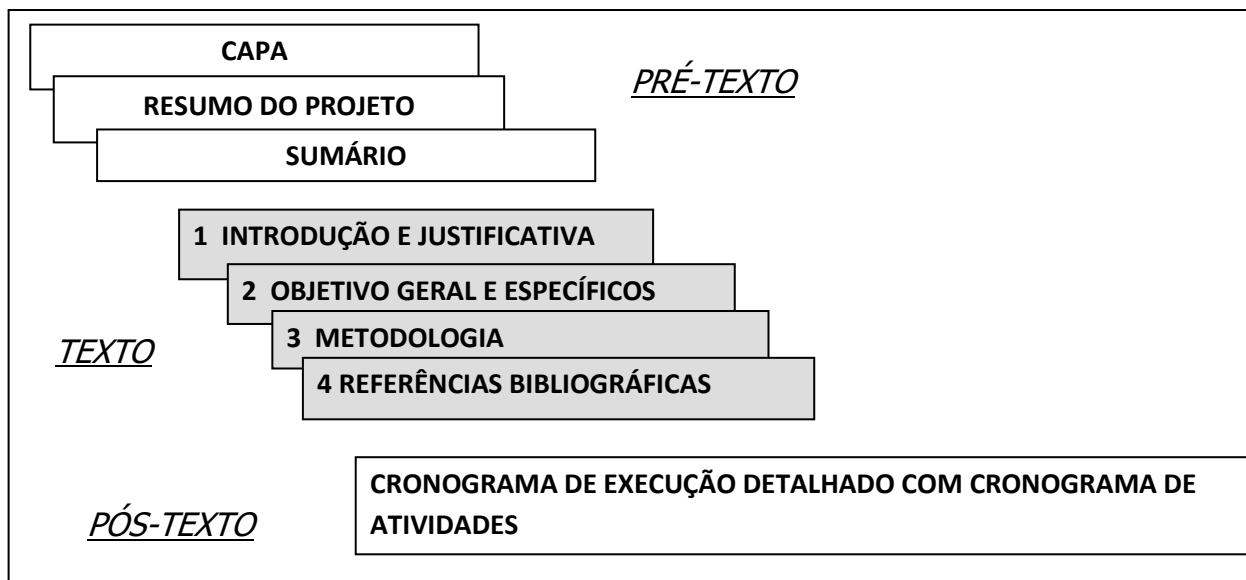 CAPA
PRÉ-TEXTO
RESUMO DO PROJETO
SUMÁRIO
1 INTRODUÇÃO E JUSTIFICATIVA
2 OBJETIVO GERAL E ESPECÍFICOS
3 METODOLOGIA
TEXTO
4 REFERÊNCIAS BIBLIOGRÁFICAS
CRONOGRAMA DE EXECUÇÃO DETALHADO COM CRONOGRAMA DE
ATIVIDADES
PÓS-TEXTO